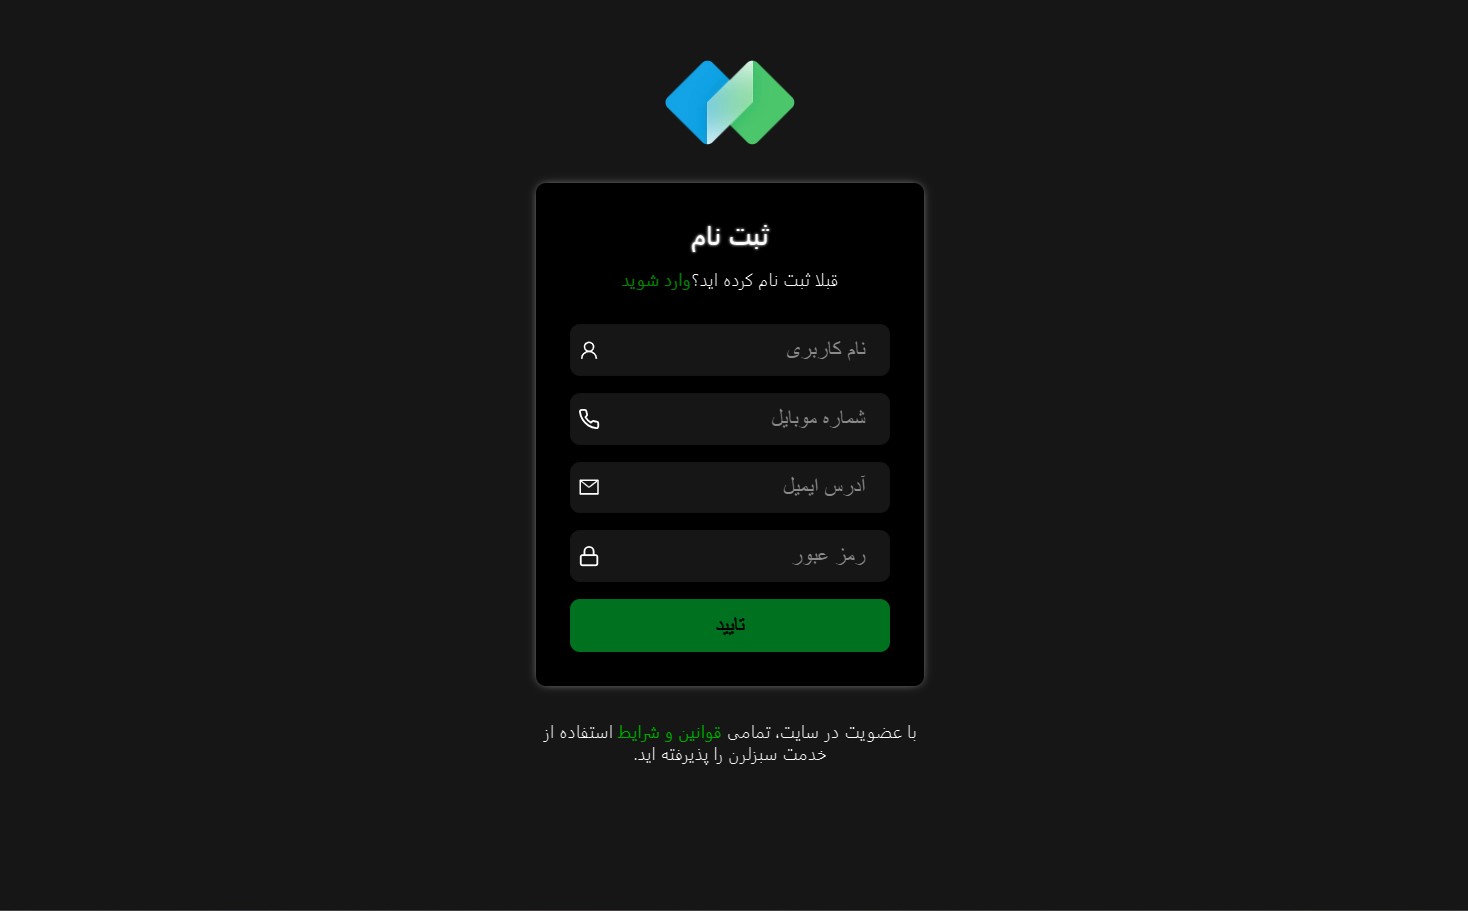 ثبت نام
قبلا ثبت نام کرده اید؟وارد شوید
نام کاربری
شماره موبایل
آدرس ایمیل
رمز عبور
تایید
با عضویت در سایت، تمامی قوانین و شرایط استفاده از
خدمت سبزلرن را پذیرفته اید.